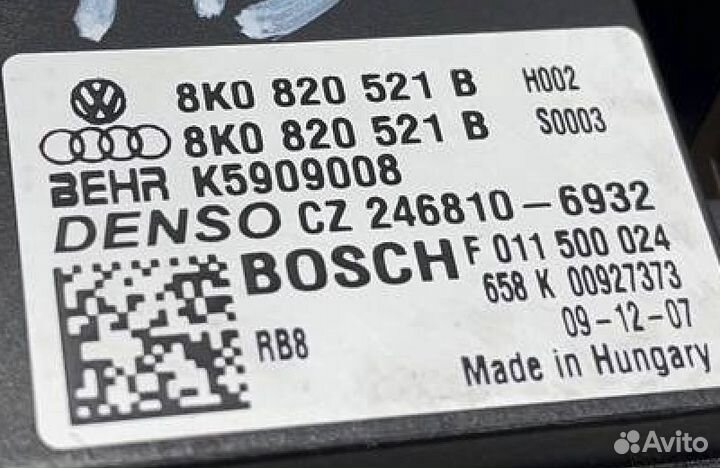 8K0 820 521 B H002
8K0 820 521 B S0003
BEHR K5909008
DENSO CZ 246810-6932
BOSCH F 011 500 024
658 K 00927373
09-12-07
RB8
Made in Hungary
Avito